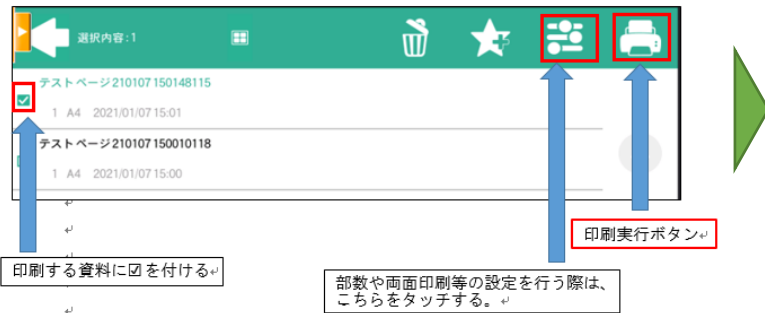 選択内容:1
テストページ210107150148115
1 A4 2021/01/07 15:01
テストページ210107150010118
1 A4 2021/01/07 15:00
印刷実行ボタン
印刷する資料に☑を付ける
部数や両面印刷等の設定を行う際は、
こちらをタッチする。